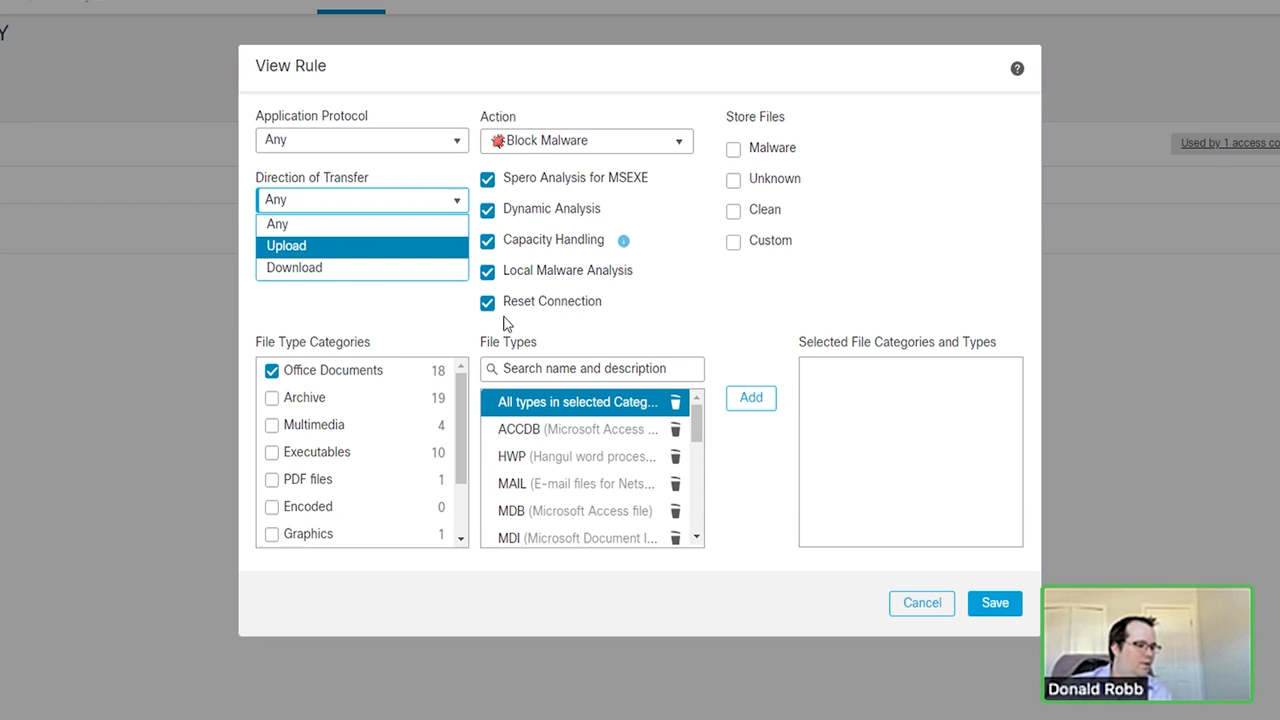 Y
View Rule
?
Application Protocol
Any
Direction of Transfer
Any
Any
Upload
Download
Action
Block Malware
Spero Analysis for MSEXE
Dynamic Analysis
Capacity Handling
i
Local Malware Analysis
Reset Connection
Store Files
Malware
Unknown
Clean
Custom
Used by 1 access co
File Type Categories
Office Documents 18
Archive 19
Multimedia 4
Executables 10
PDF files 1
Encoded 0
Graphics 1
File Types
Search name and description
All types in selected Categ...
ACCDB (Microsoft Access ...
HWP (Hangul word proces...
MAIL (E-mail files for Nets...
MDB (Microsoft Access file)
MDI (Microsoft Document I...
Add
Selected File Categories and Types
Cancel
Save
Donald Robb